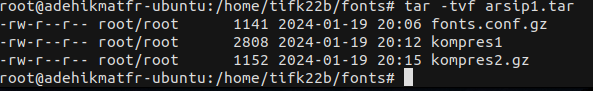 root@adehikmatfr-ubuntu:/home/tifk22b/fonts# tar -tvf arsip1.tar
-rw-r--r-- root/root 1141 2024-01-19 20:06 fonts.conf.gz
-rw-r--r-- root/root 2808 2024-01-19 20:12 kompres1
-rw-r--r-- root/root 1152 2024-01-19 20:15 kompres2.gz
root@adehikmatfr-ubuntu:/home/tifk22b/fonts#